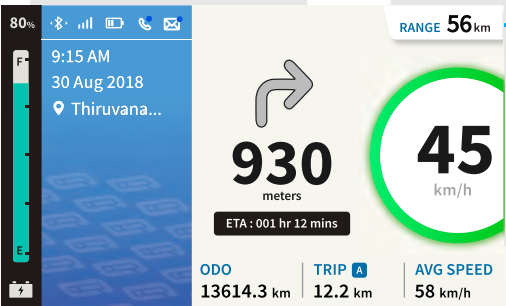 80%
F
E
9:15 AM
30 Aug 2018
Thiruvana...
RANGE 56 km
930
meters
ETA : 001 hr 12 mins
45
km/h
ODO
13614.3 km
TRIP A
12.2 km
AVG SPEED
58 km/h